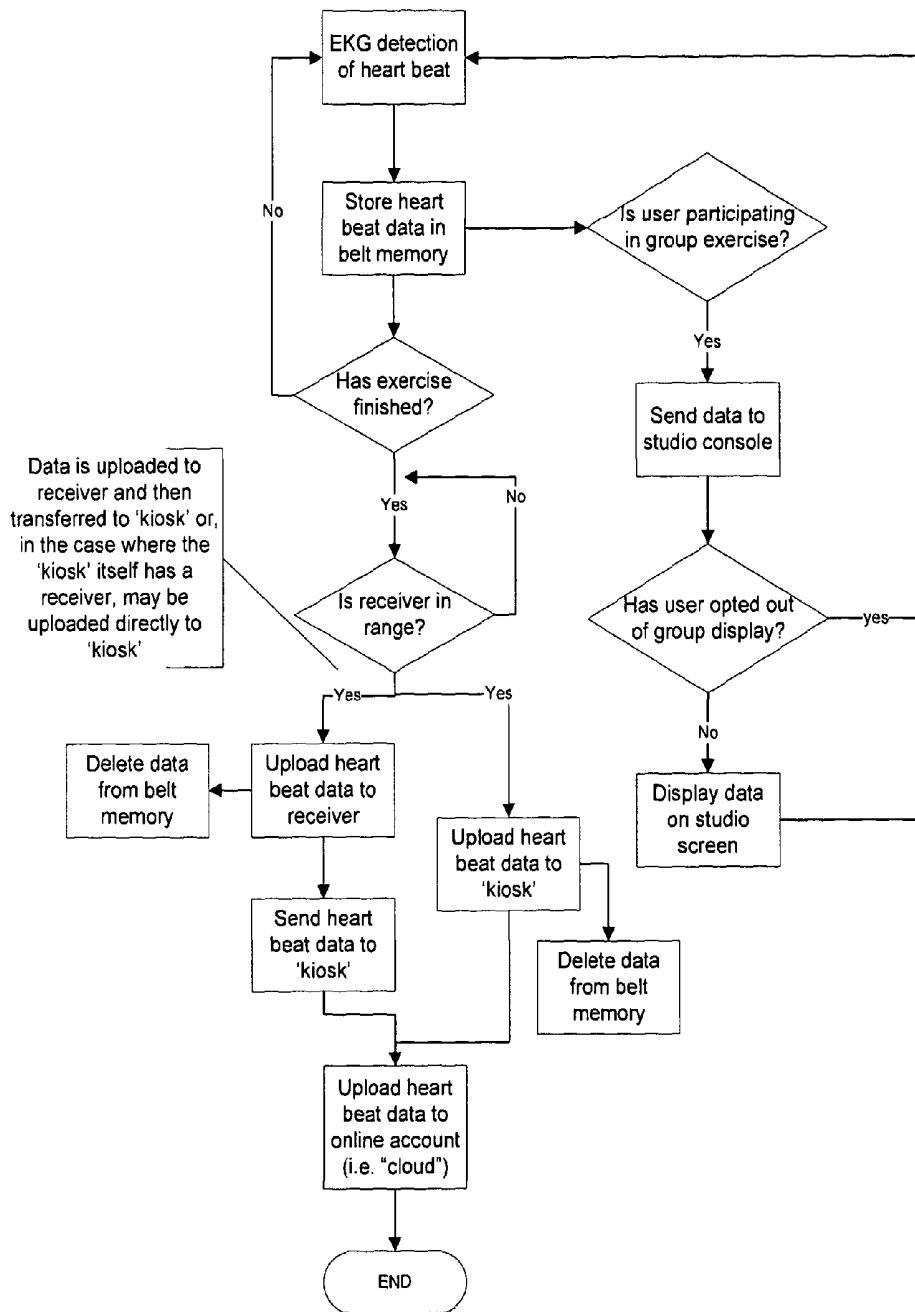 EKG detection
of heart beat
No
Store heart
beat data in
belt memory
Is user participating
in group exercise?
Yes
Has exercise
finished?
Send data to
studio console
Data is uploaded to
receiver and then
transferred to 'kiosk' or,
in the case where the
'kiosk' itself has a
receiver, may be
uploaded directly to
'kiosk'
Yes
No
Is receiver in
range?
Has user opted out
of group display?
yes
Yes
Yes
No
Delete data
from belt
memory
Upload heart
beat data to
receiver
Display data
on studio
screen
Upload heart
beat data to
'kiosk'
Send heart
beat data to
'kiosk'
Delete data
from belt
memory
Upload heart
beat data to
online account
(i.e. "cloud")
END